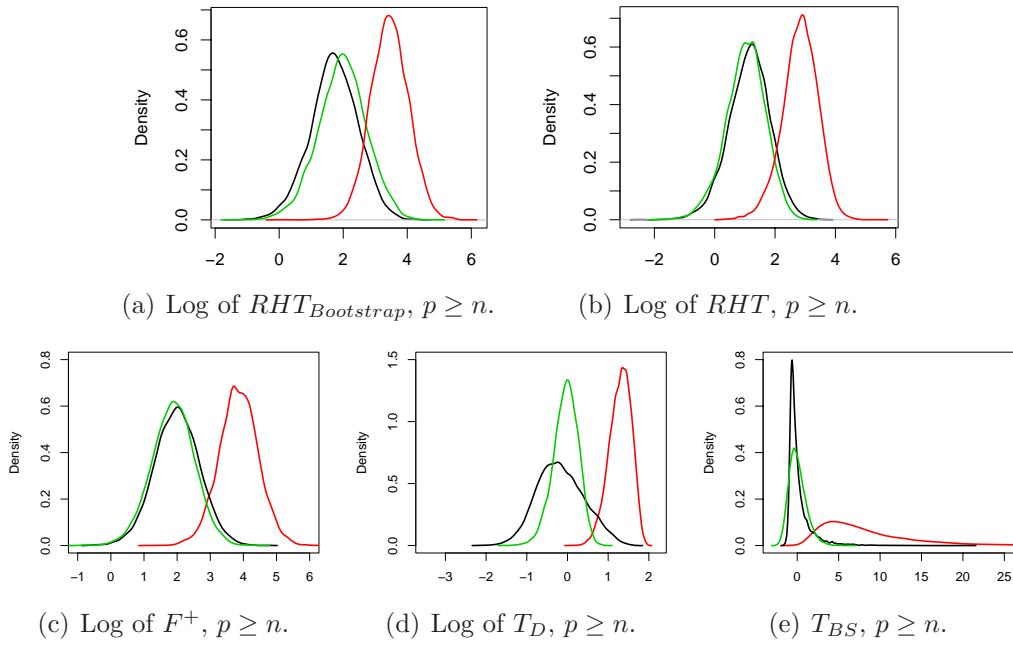 Density
0.0 0.2 0.4 0.6
−2 0 2 4 6
(a) Log of RHT_{Bootstrap}, p ≥ n.
Density
0.0 0.2 0.4 0.6
−2 0 2 4 6
(b) Log of RHT, p ≥ n.
Density
0.0 0.2 0.4 0.6 0.8
−1 0 1 2 3 4 5 6
(c) Log of F^+, p ≥ n.
Density
0.0 0.5 1.0 1.5
−3 −2 −1 0 1 2
(d) Log of T_D, p ≥ n.
Density
0.0 0.2 0.4 0.6 0.8
0 5 10 15 20 25
(e) T_{BS}, p ≥ n.